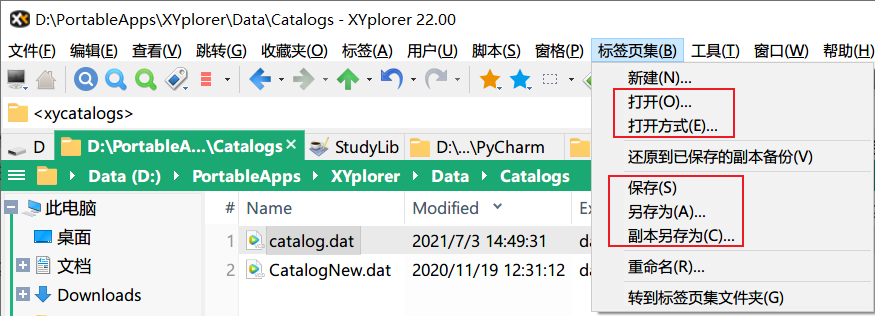 D:\PortableApps\XYplorer\Data\Catalogs - XYplorer 22.00
文件(F) 编辑(E) 查看(V) 跳转(G) 收藏夹(O) 标签(A) 用户(U) 脚本(S) 窗格(P) 标签页集(B) 工具(T) 窗口(W) 帮助(H)
新建(N)...
打开(O)...
打开方式(E)...
还原到已保存的副本备份(V)
保存(S)
另存为(A)...
副本另存为(C)...
重命名(R)...
转到标签页集文件夹(G)
<xycatalogs>
D D:\PortableA...\Catalogs StudyLib D:\...\PyCharm
Data (D:) PortableApps XYplorer Data Catalogs
此电脑
桌面
文档
Downloads
# Name Modified
1 catalog.dat 2021/7/3 14:49:31
2 CatalogNew.dat 2020/11/19 12:31:12